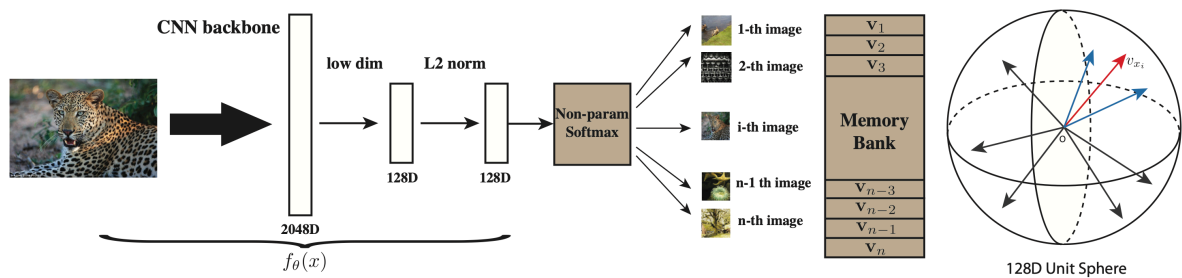 CNN backbone
low dim
L2 norm
2048D
128D
128D
f_θ(x)
Non-param
Softmax
1-th image
2-th image
i-th image
n-1 th image
n-th image
v_1
v_2
v_3
Memory
Bank
v_{n-3}
v_{n-2}
v_{n-1}
v_n
v_{x_i}
O
128D Unit Sphere